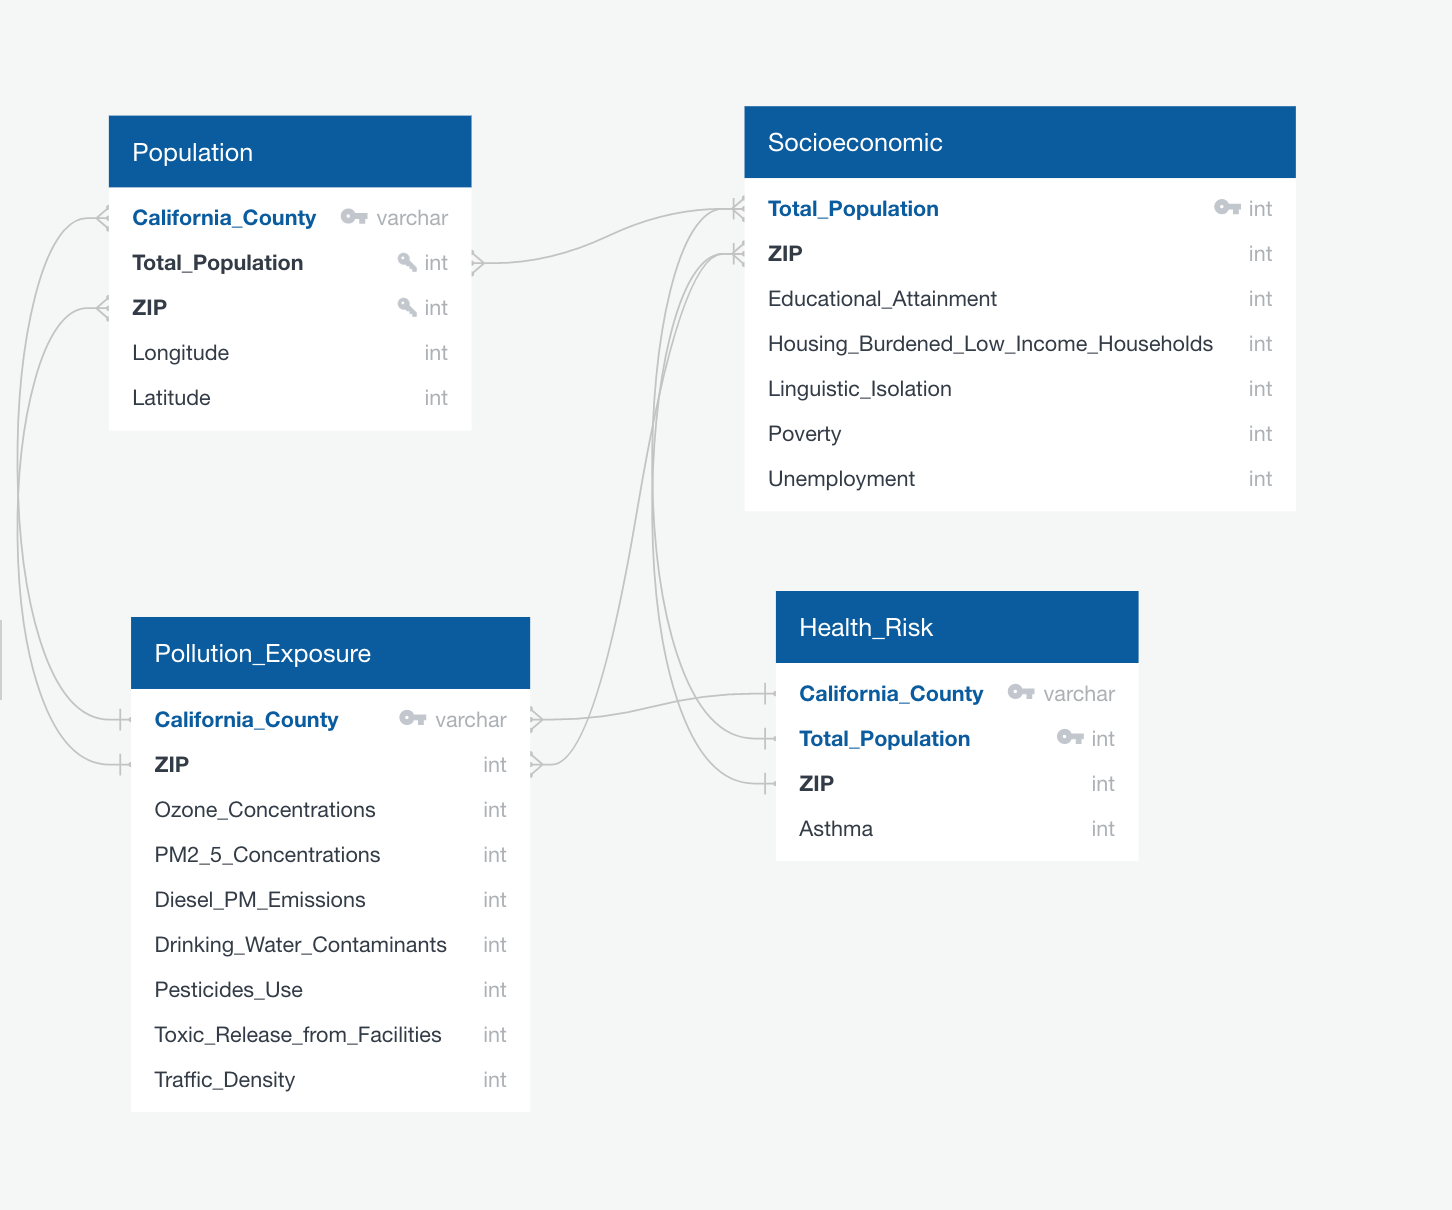 Population
California_County varchar
Total_Population int
ZIP int
Longitude int
Latitude int
Socioeconomic
Total_Population int
ZIP int
Educational_Attainment int
Housing_Burdened_Low_Income_Households int
Linguistic_Isolation int
Poverty int
Unemployment int
Pollution_Exposure
California_County varchar
ZIP int
Ozone_Concentrations int
PM2_5_Concentrations int
Diesel_PM_Emissions int
Drinking_Water_Contaminants int
Pesticides_Use int
Toxic_Release_from_Facilities int
Traffic_Density int
Health_Risk
California_County varchar
Total_Population int
ZIP int
Asthma int